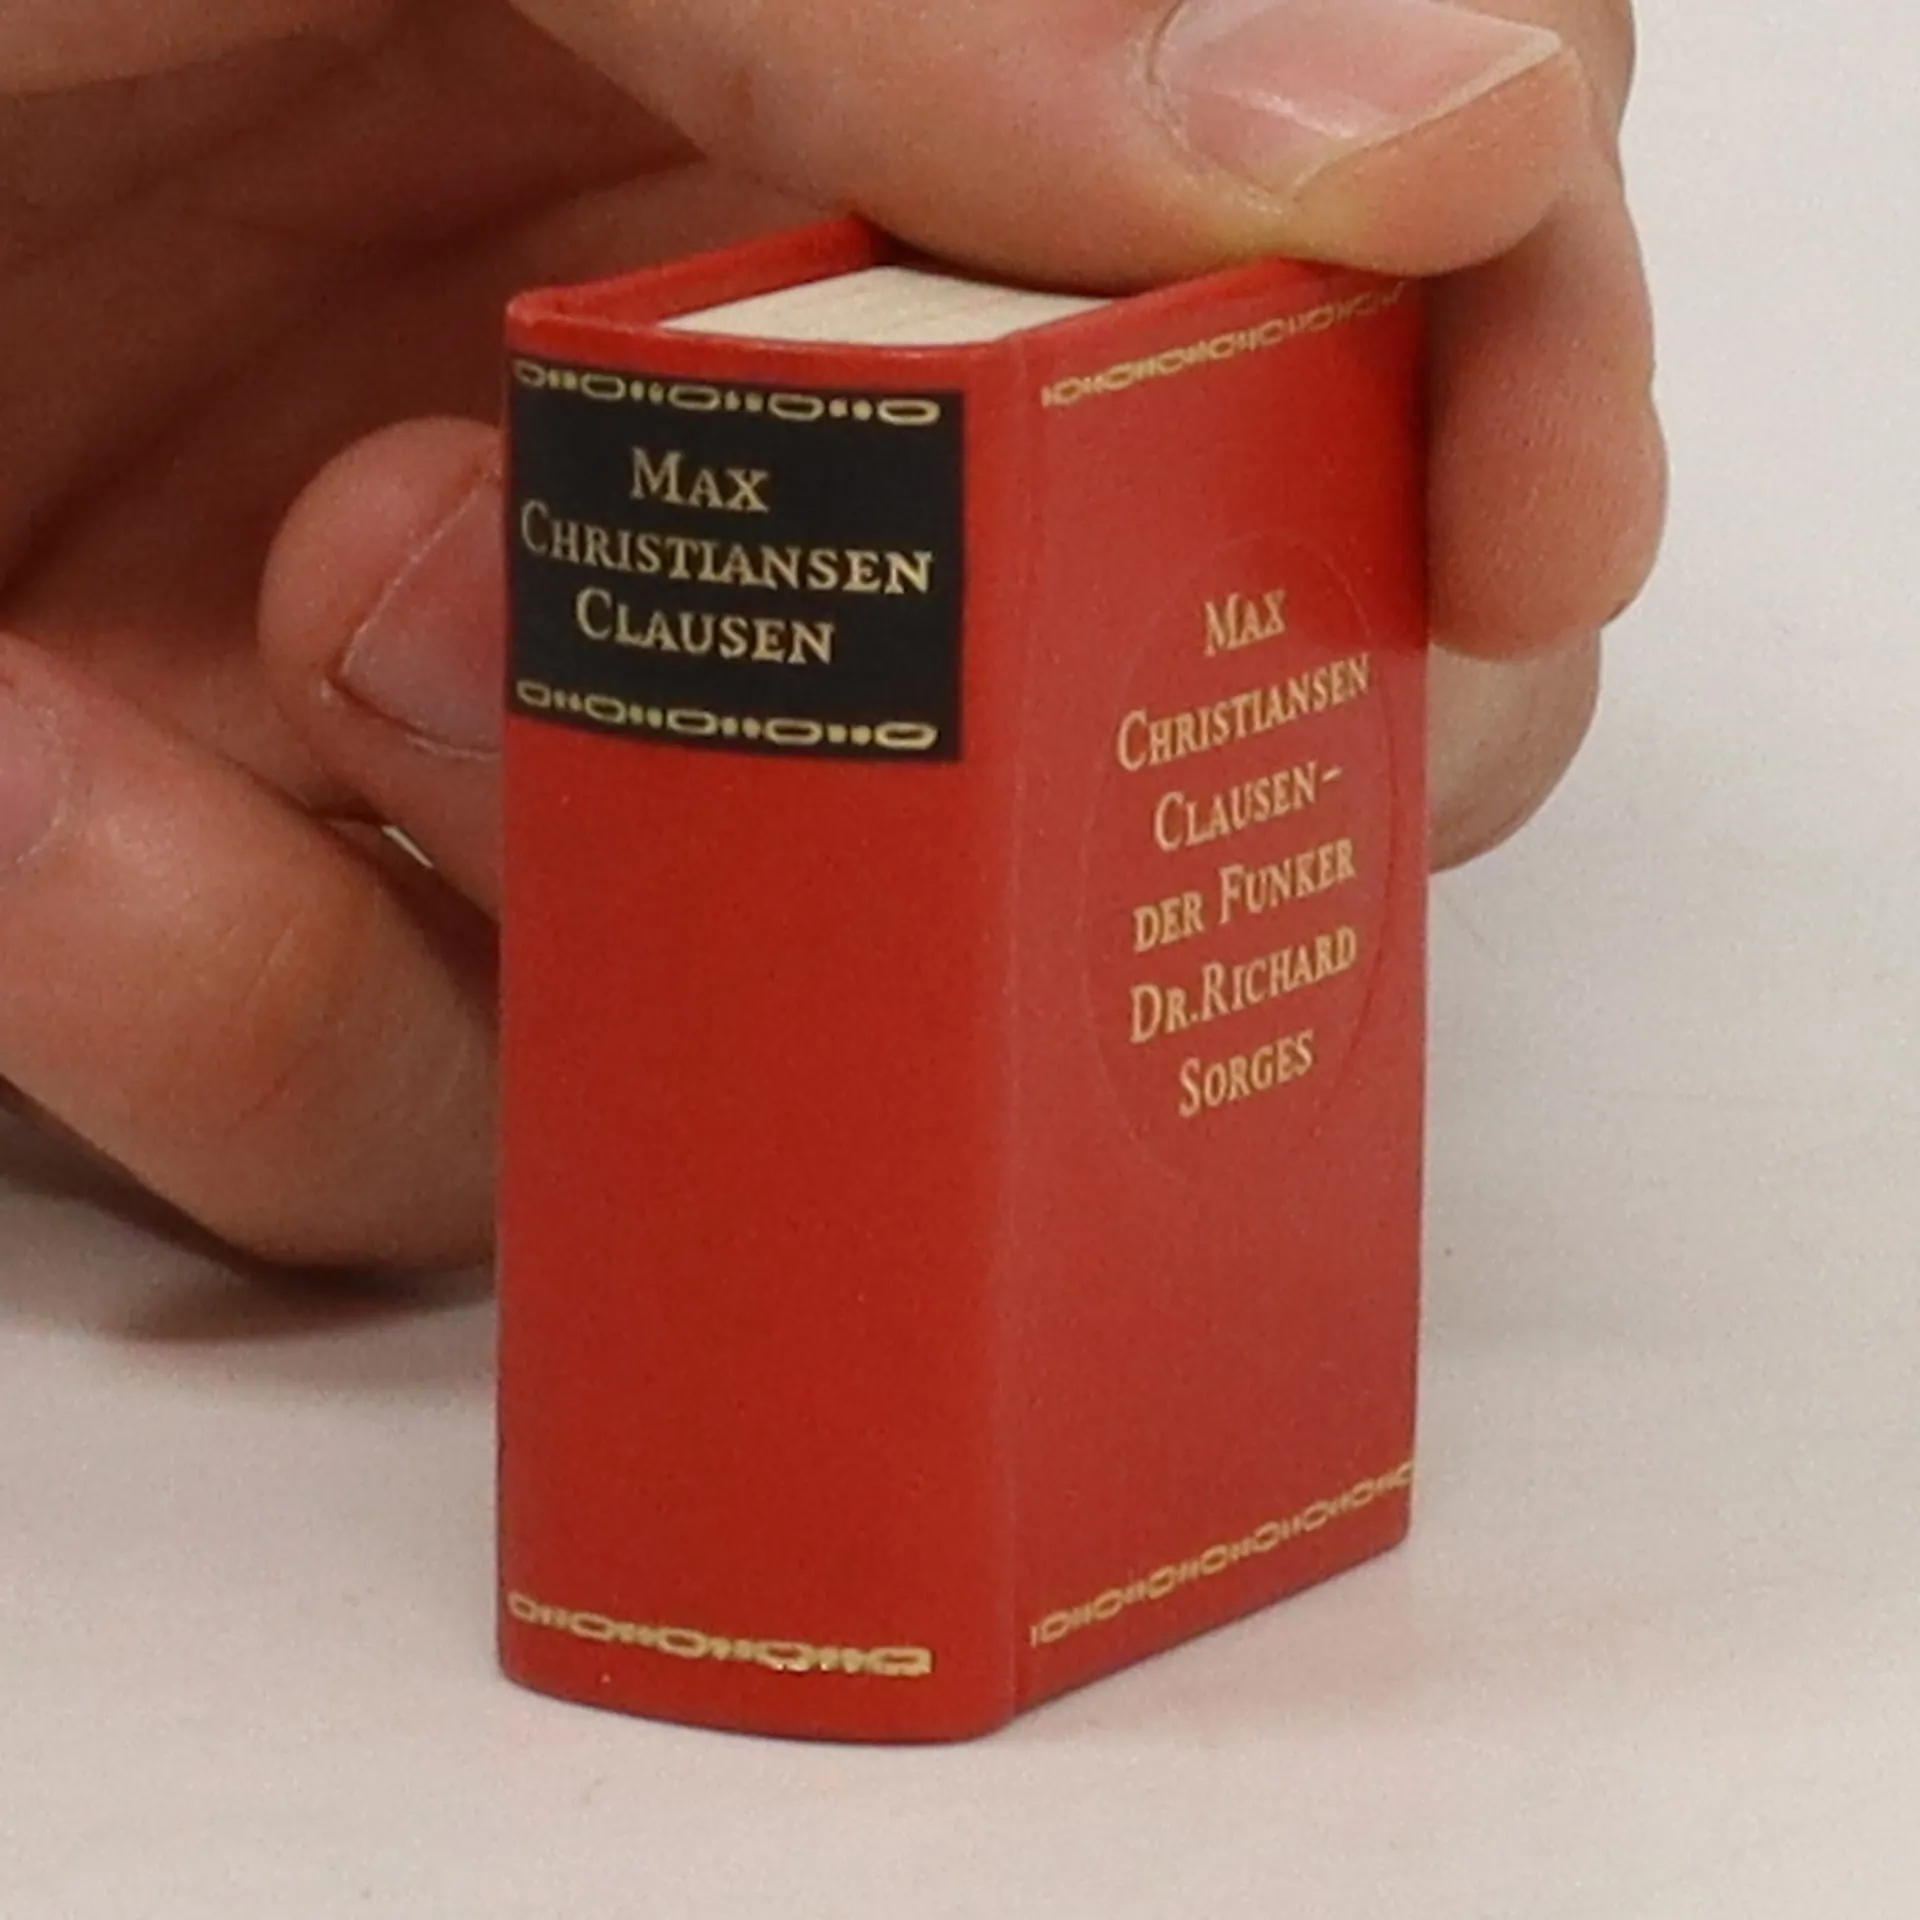 MAX
CHRISTIANSEN
CLAUSEN
MAX
CHRISTIANSEN
CLAUSEN-
DER FUNKER
DR.RICHARD
SORGES